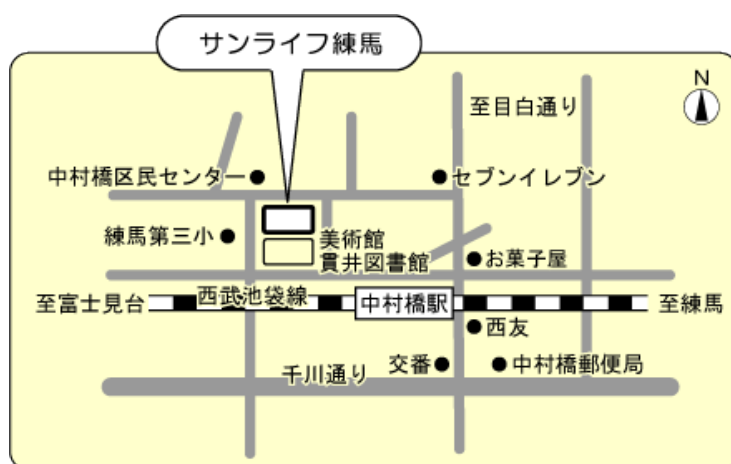 サンライフ練馬
N
至目白通り
中村橋区民センター
セブンイレブン
練馬第三小
美術館
貫井図書館
お菓子屋
至富士見台
西武池袋線
中村橋駅
至練馬
西友
交番
中村橋郵便局
千川通り